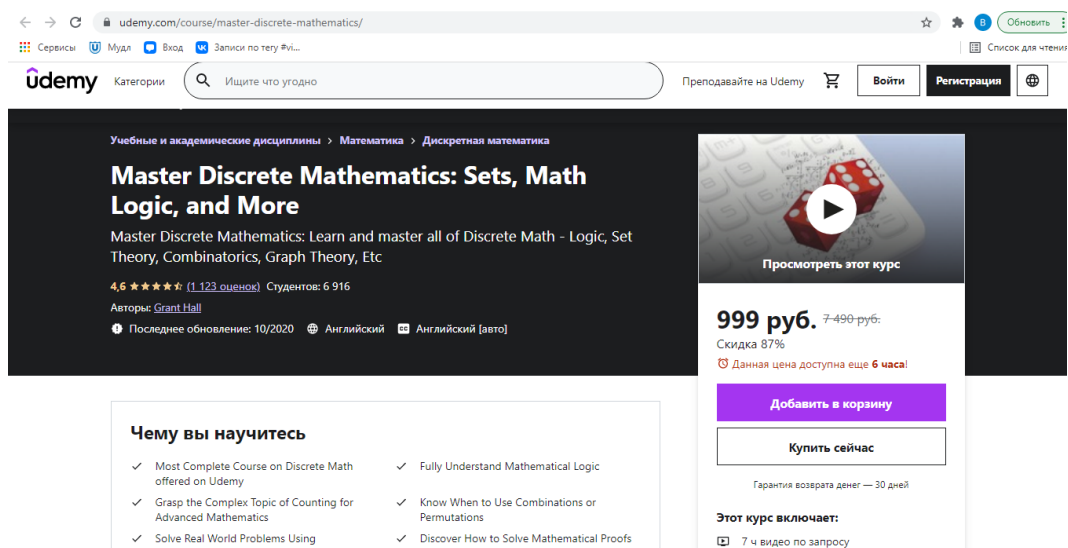 udemy.com/course/master-discrete-mathematics/
В
Обновить
Сервисы
Мудл
Вход
Записи по тегу #vi...
Список для чтения
ûdemy
Категории
Ищите что угодно
Преподавайте на Udemy
Войти
Регистрация
Учебные и академические дисциплины > Математика > Дискретная математика
Master Discrete Mathematics: Sets, Math
Logic, and More
Master Discrete Mathematics: Learn and master all of Discrete Math - Logic, Set
Theory, Combinatorics, Graph Theory, Etc
4,6 ★★★★★ (1 123 оценок) Студентов: 6 916
Авторы: Grant Hall
Последнее обновление: 10/2020 Английский Английский [авто]
Просмотреть этот курс
999 руб. 7 490 руб.
Скидка 87%
Данная цена доступна еще 6 часа!
Добавить в корзину
Купить сейчас
Гарантия возврата денег — 30 дней
Этот курс включает:
7 ч видео по запросу
Чему вы научитесь
Most Complete Course on Discrete Math
offered on Udemy
Fully Understand Mathematical Logic
Grasp the Complex Topic of Counting for
Advanced Mathematics
Know When to Use Combinations or
Permutations
Solve Real World Problems Using
Discover How to Solve Mathematical Proofs